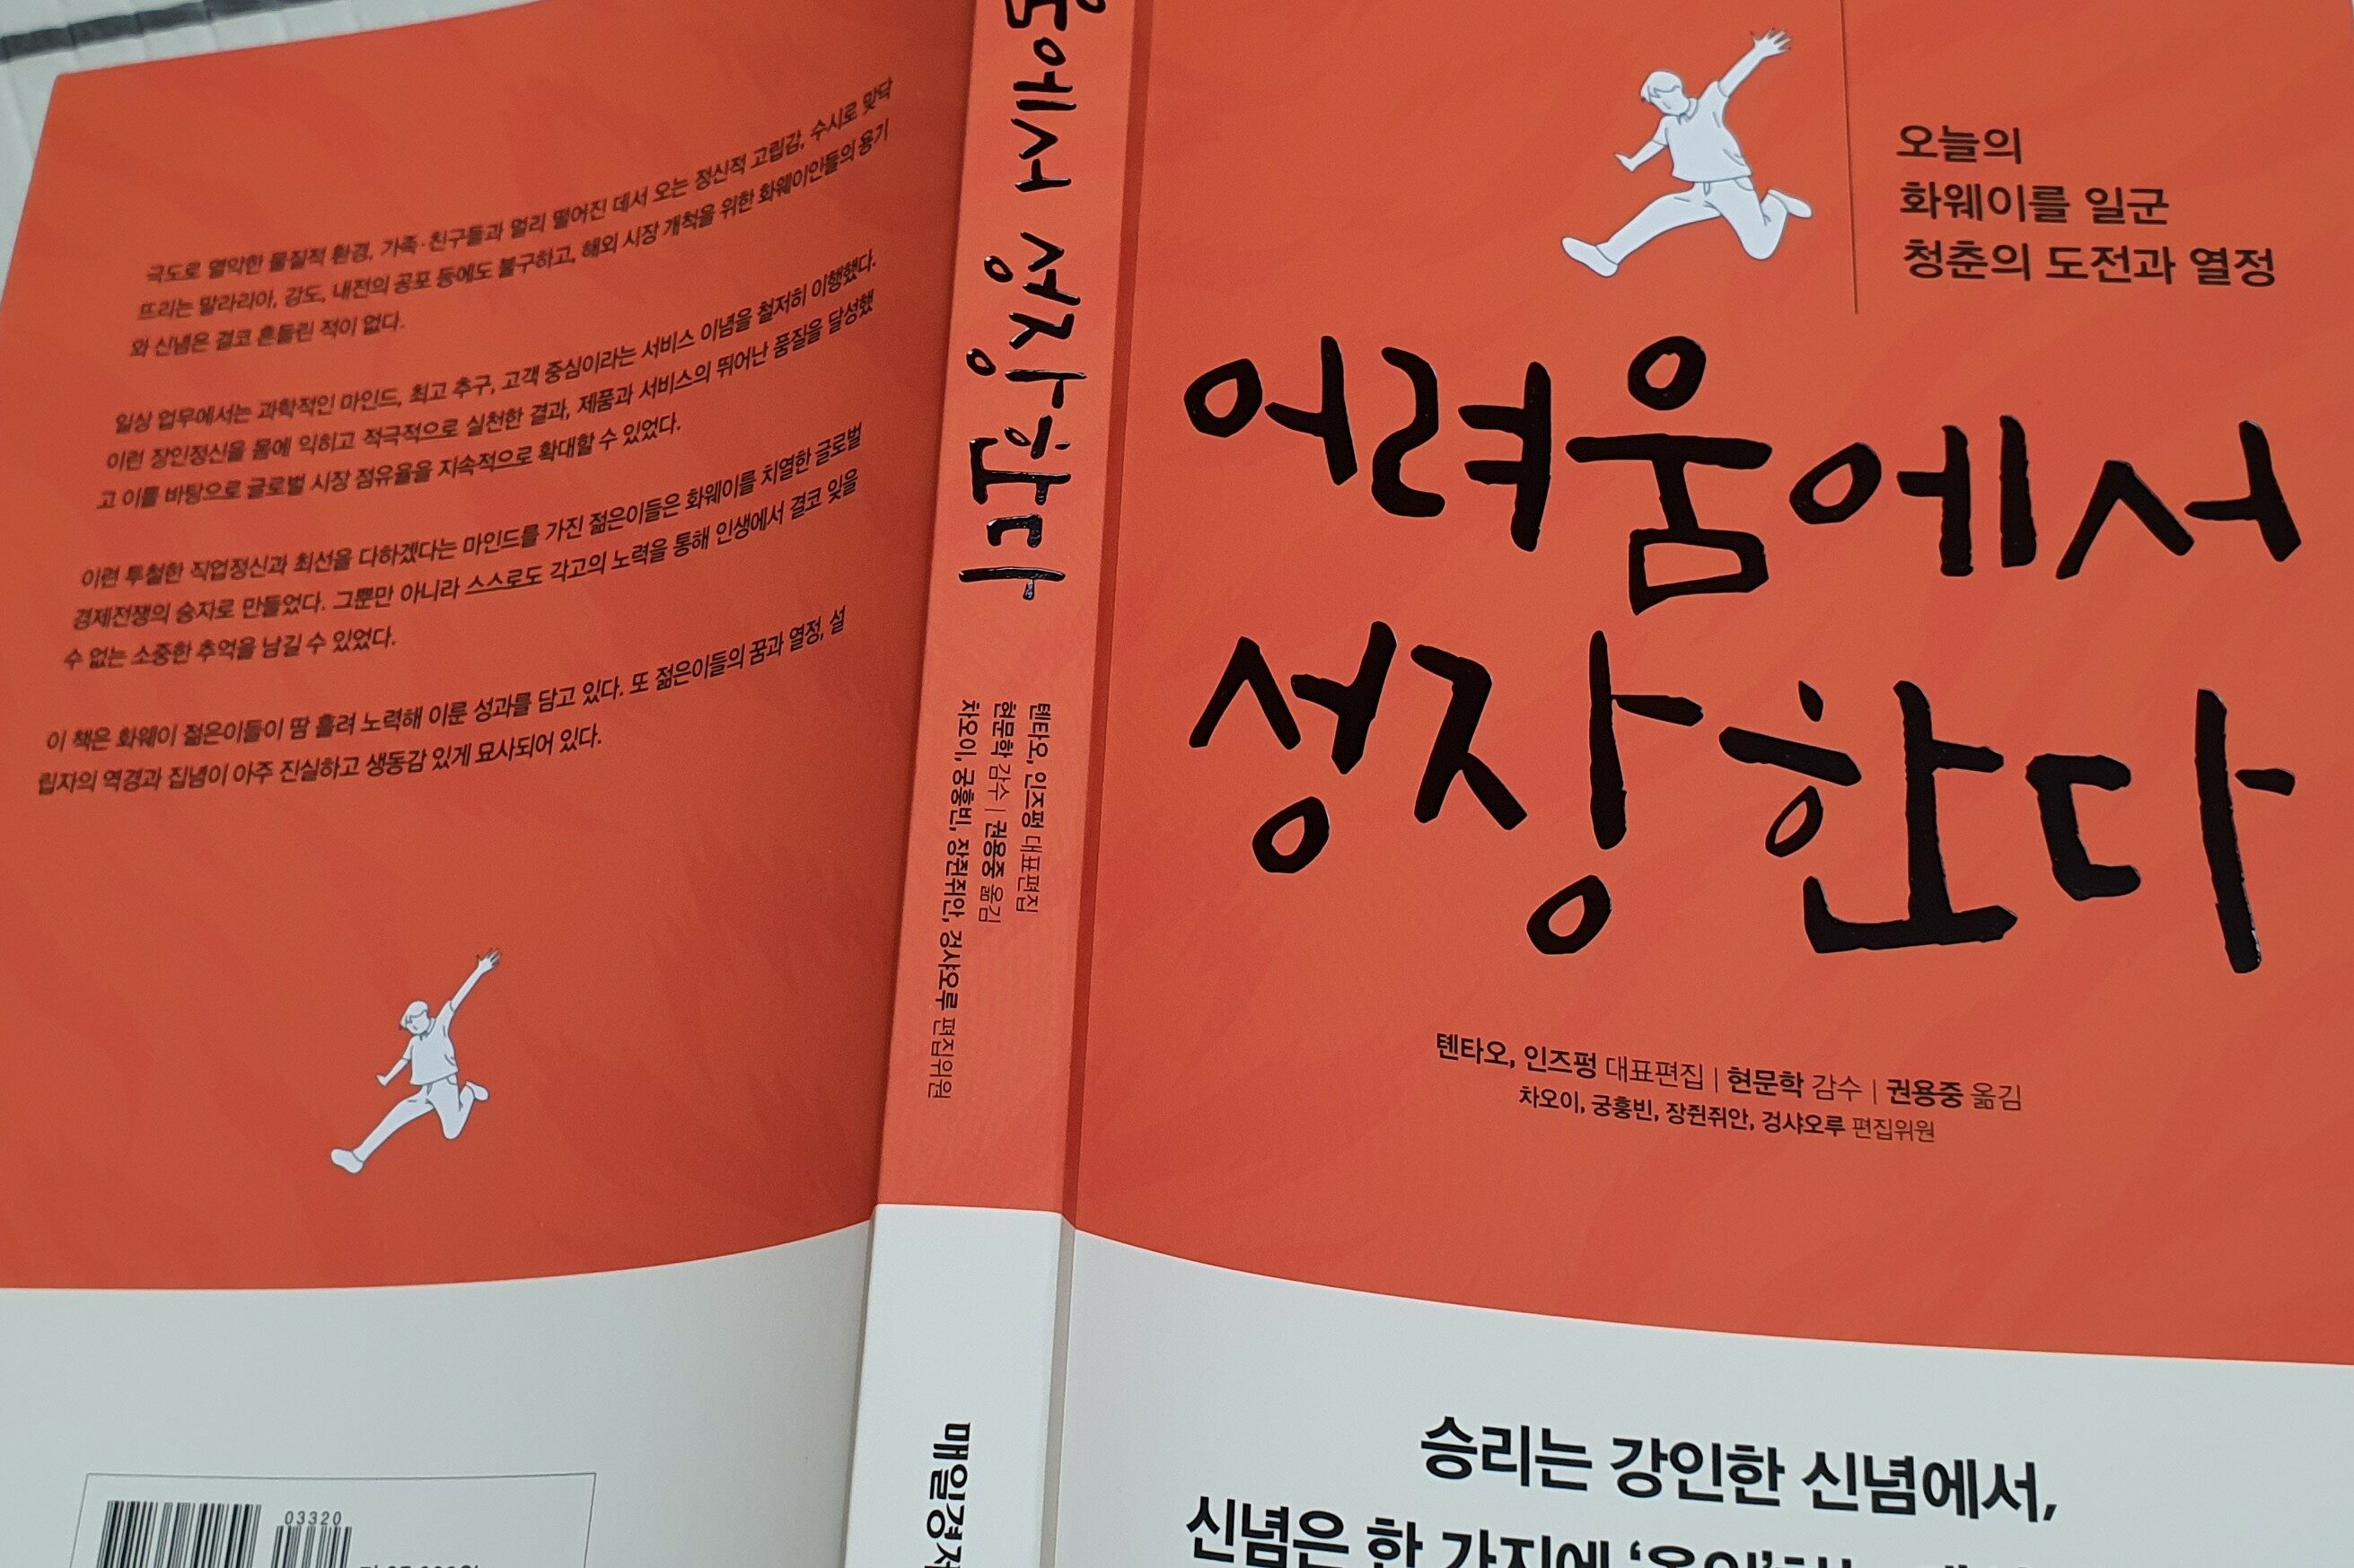 극도로 열악한 물질적 환경, 가족·친구들과 멀리 떨어진 데서 오는 정신적 고립감, 수시로 맞닥
뜨리는 말라리아, 강도, 내전의 공포 등에도 불구하고, 해외 시장 개척을 위한 화웨이인들의 용기
와 신념은 결코 흔들린 적이 없다.
일상 업무에서는 과학적인 마인드, 최고 추구, 고객 중심이라는 서비스 이념을 철저히 이행했다.
이런 장인정신을 몸에 익히고 적극적으로 실천한 결과, 제품과 서비스의 뛰어난 품질을 달성했
고 이를 바탕으로 글로벌 시장 점유율을 지속적으로 확대할 수 있었다.
이런 투철한 직업정신과 최선을 다하겠다는 마인드를 가진 젊은이들은 화웨이를 치열한 글로벌
경제전쟁의 승자로 만들었다. 그뿐만 아니라 스스로도 각고의 노력을 통해 인생에서 결코 잊을
수 없는 소중한 추억을 남길 수 있었다.
이 책은 화웨이 젊은이들이 땀 흘려 노력해 이룬 성과를 담고 있다. 또 젊은이들의 꿈과 열정, 설
립자의 역경과 집념이 아주 진실하고 생동감 있게 묘사되어 있다.
03320
움에서 성장한다
톈타오, 인즈펑 대표편집
현문학 감수 | 권용중 옮김
차오이, 궁흥빈, 장쥔쥐안, 겅샤오루 편집위원
매일경제
오늘의
화웨이를 일군
청춘의 도전과 열정
어려움에서
성장한다
톈타오, 인즈펑 대표편집 | 현문학 감수 | 권용중 옮김
차오이, 궁흥빈, 장쥔쥐안, 겅샤오루 편집위원
승리는 강인한 신념에서,
신념은 한 가지에